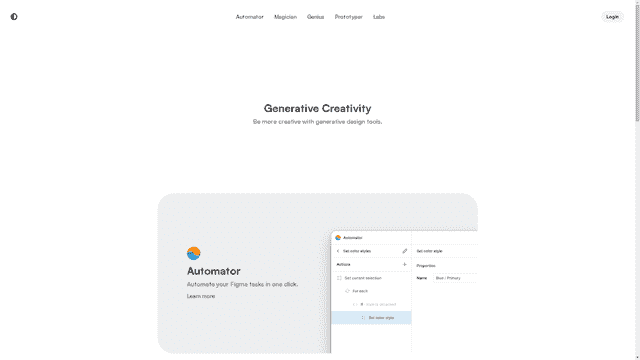 Automator Magician Genius Prototyper Labs Login
Generative Creativity
Be more creative with generative design tools.
Automator
Automate your Figma tasks in one click.
Learn more
Automator
Set color styles
Set color style
Actions
Properties
Get current selection
Name Blue / Primary
For each
Set color style